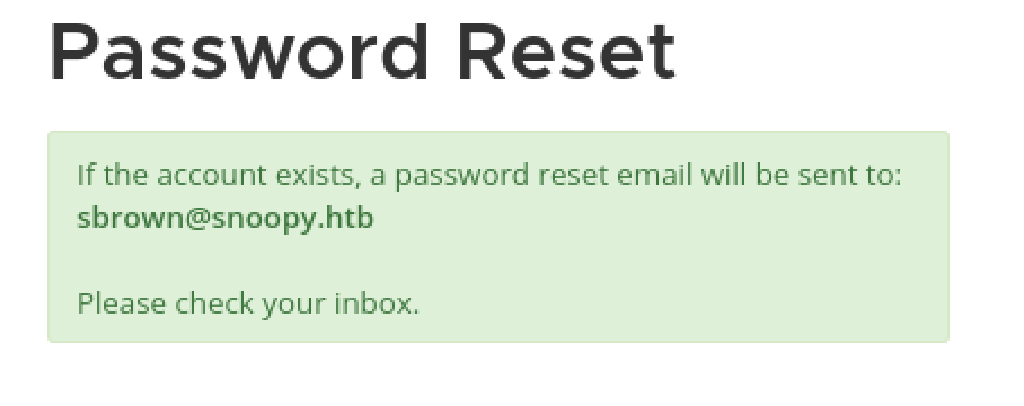 Password Reset
If the account exists, a password reset email will be sent to:
sbrown@snoopy.htb
Please check your inbox.